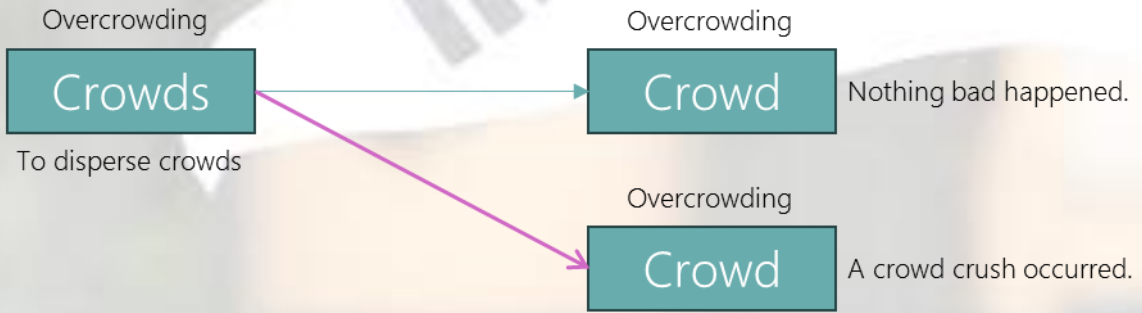 Overcrowding
Crowds
To disperse crowds
Overcrowding
Crowd
Nothing bad happened.
Overcrowding
Crowd
A crowd crush occurred.